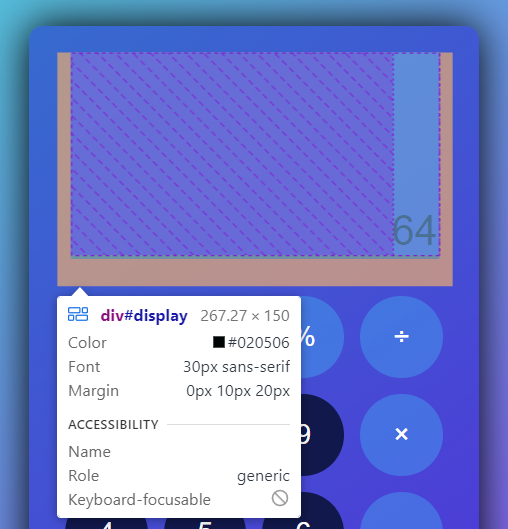 64
div#display 267.27 × 150
Color #020506
Font 30px sans-serif
Margin 0px 10px 20px
ACCESSIBILITY
Name
Role generic
Keyboard-focusable
% ÷
9 ×
4 5 6